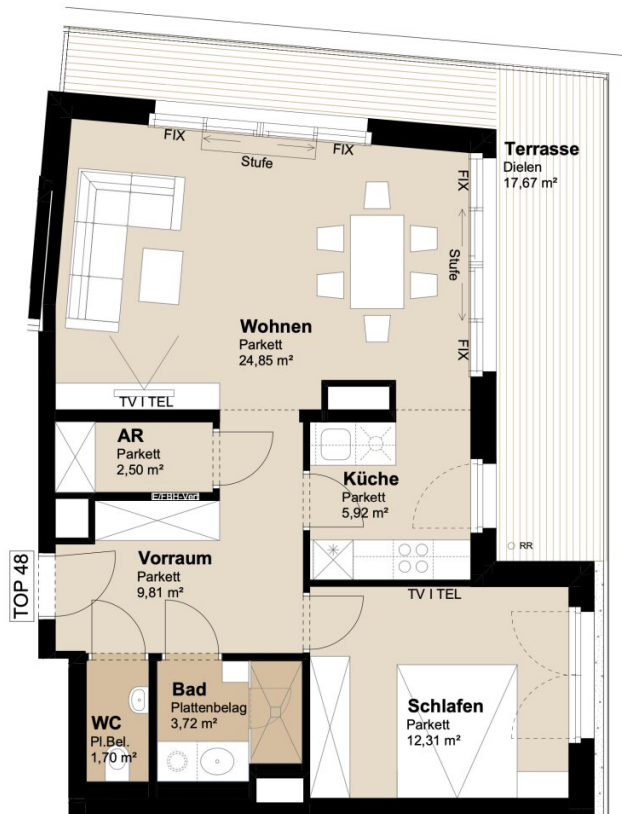 FIX
FIX
Stufe
Terrasse
Dielen
17,67 m²
FIX
Stufe
FIX
Wohnen
Parkett
24,85 m²
TV I TEL
AR
Parkett
2,50 m²
E/FBH-Vert
Küche
Parkett
5,92 m²
RR
Vorraum
Parkett
9,81 m²
TOP 48
TV I TEL
Bad
Plattenbelag
3,72 m²
WC
Pl.Bel.
1,70 m²
Schlafen
Parkett
12,31 m²